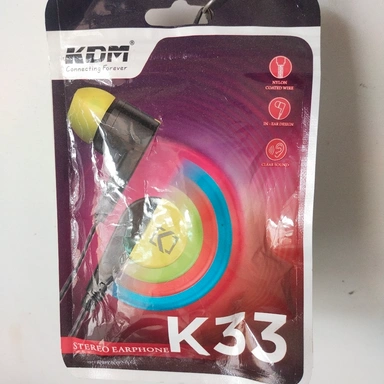 KDM
Connecting Forever
NYLON
COATED WIRE
IN - EAR DESIGN
CLEAR SOUND
STEREO EARPHONE
K33